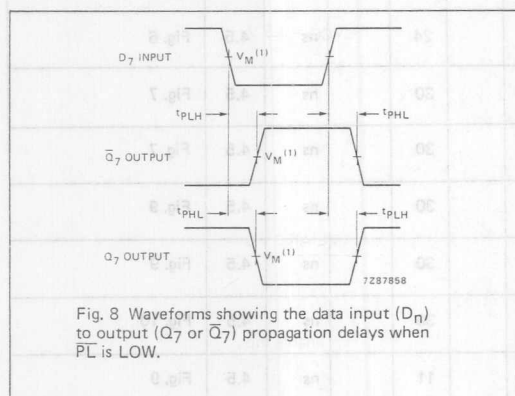 D7 INPUT
VM(1)
tPLH
tPHL
Q̅7 OUTPUT
VM(1)
tPHL
tPLH
Q7 OUTPUT
VM(1)
7Z87858
Fig. 8 Waveforms showing the data input (Dn)
to output (Q7 or Q̅7) propagation delays when
P̅L̅ is LOW.